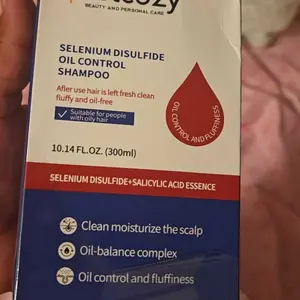 BEAUTY AND PERSONAL CARE
SELENIUM DISULFIDE
OIL CONTROL
SHAMPOO
Afler use hair is left fresh clean
fluffy and oil-free
Suitable for people
with oily hair
OIL CONTROL AND FLUFFINESS
10.14 FL.OZ. (300ml)
SELENIUM DISULFIDE+SALICYLIC ACID ESSENCE
Clean moisturize the scalp
Oil-balance complex
Oil control and fluffiness